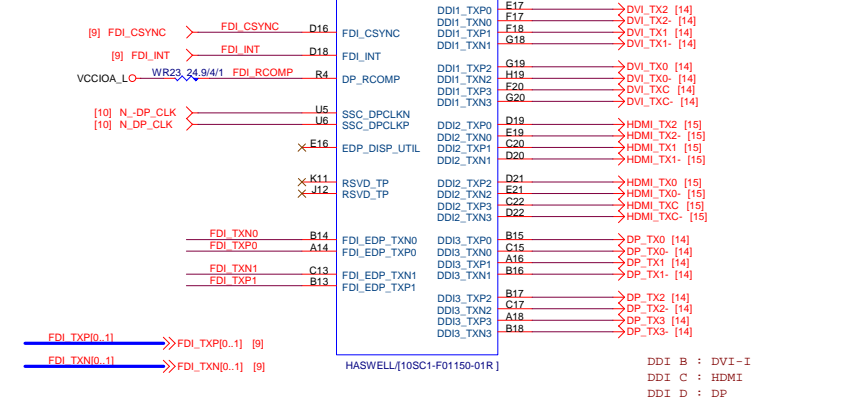 DDI1_TXP0 E17 DVI_TX2 [14]
DDI1_TXN0 F17 DVI_TX2- [14]
DDI1_TXP1 F18 DVI_TX1 [14]
DDI1_TXN1 G18 DVI_TX1- [14]
[9] FDI_CSYNC FDI_CSYNC D16 FDI_CSYNC
[9] FDI_INT FDI_INT D18 FDI_INT
VCCIOA_L WR23 24.9/4/1 FDI_RCOMP R4 DP_RCOMP
DDI1_TXP2 G19 DVI_TX0 [14]
DDI1_TXN2 H19 DVI_TX0- [14]
DDI1_TXP3 F20 DVI_TXC [14]
DDI1_TXN3 G20 DVI_TXC- [14]
[10] N_-DP_CLK U5 SSC_DPCLKN
[10] N_DP_CLK U6 SSC_DPCLKP
DDI2_TXP0 D19 HDMI_TX2 [15]
DDI2_TXN0 E19 HDMI_TX2- [15]
DDI2_TXP1 C20 HDMI_TX1 [15]
DDI2_TXN1 D20 HDMI_TX1- [15]
E16 EDP_DISP_UTIL
K11 RSVD_TP
J12 RSVD_TP
DDI2_TXP2 D21 HDMI_TX0 [15]
DDI2_TXN2 E21 HDMI_TX0- [15]
DDI2_TXP3 C22 HDMI_TXC [15]
DDI2_TXN3 D22 HDMI_TXC- [15]
FDI_TXN0 B14 FDI_EDP_TXN0
FDI_TXP0 A14 FDI_EDP_TXP0
FDI_TXN1 C13 FDI_EDP_TXN1
FDI_TXP1 B13 FDI_EDP_TXP1
DDI3_TXP0 B15 DP_TX0 [14]
DDI3_TXN0 C15 DP_TX0- [14]
DDI3_TXP1 A16 DP_TX1 [14]
DDI3_TXN1 B16 DP_TX1- [14]
DDI3_TXP2 B17 DP_TX2 [14]
DDI3_TXN2 C17 DP_TX2- [14]
DDI3_TXP3 A18 DP_TX3 [14]
DDI3_TXN3 B18 DP_TX3- [14]
FDI_TXP[0..1] FDI_TXP[0..1] [9]
FDI_TXN[0..1] FDI_TXN[0..1] [9]
HASWELL/[10SC1-F01150-01R ]
DDI B : DVI-I
DDI C : HDMI
DDI D : DP